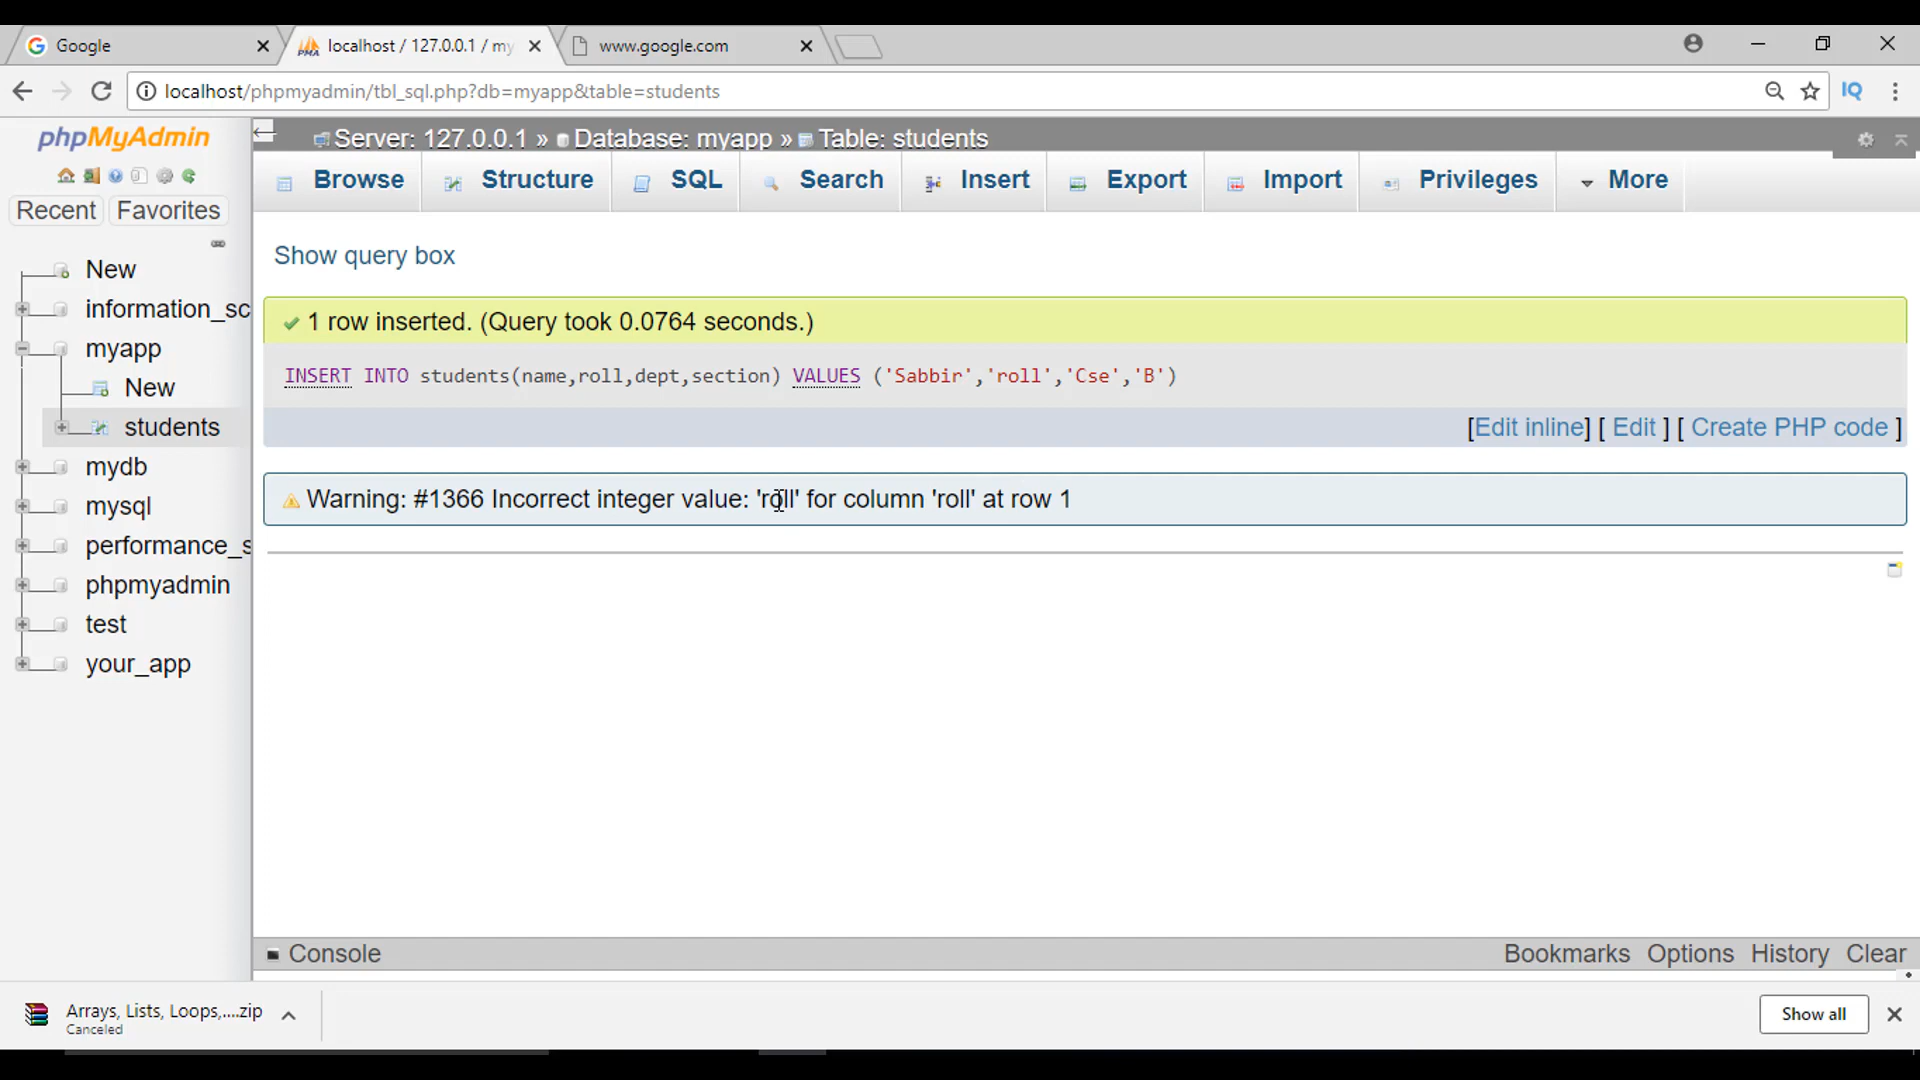 Google
localhost / 127.0.0.1 / my
www.google.com
localhost/phpmyadmin/tbl_sql.php?db=myapp&table=students
IQ
phpMyAdmin
Recent Favorites
New
information_sc
myapp
New
students
mydb
mysql
performance_s
phpmyadmin
test
your_app
Server: 127.0.0.1 » Database: myapp » Table: students
Browse Structure SQL Search Insert Export Import Privileges More
Show query box
1 row inserted. (Query took 0.0764 seconds.)
INSERT INTO students(name,roll,dept,section) VALUES ('Sabbir','roll','Cse','B')
[Edit inline] [ Edit ] [ Create PHP code ]
Warning: #1366 Incorrect integer value: 'roll' for column 'roll' at row 1
Console
Bookmarks Options History Clear
Arrays, Lists, Loops,....zip
Canceled
Show all